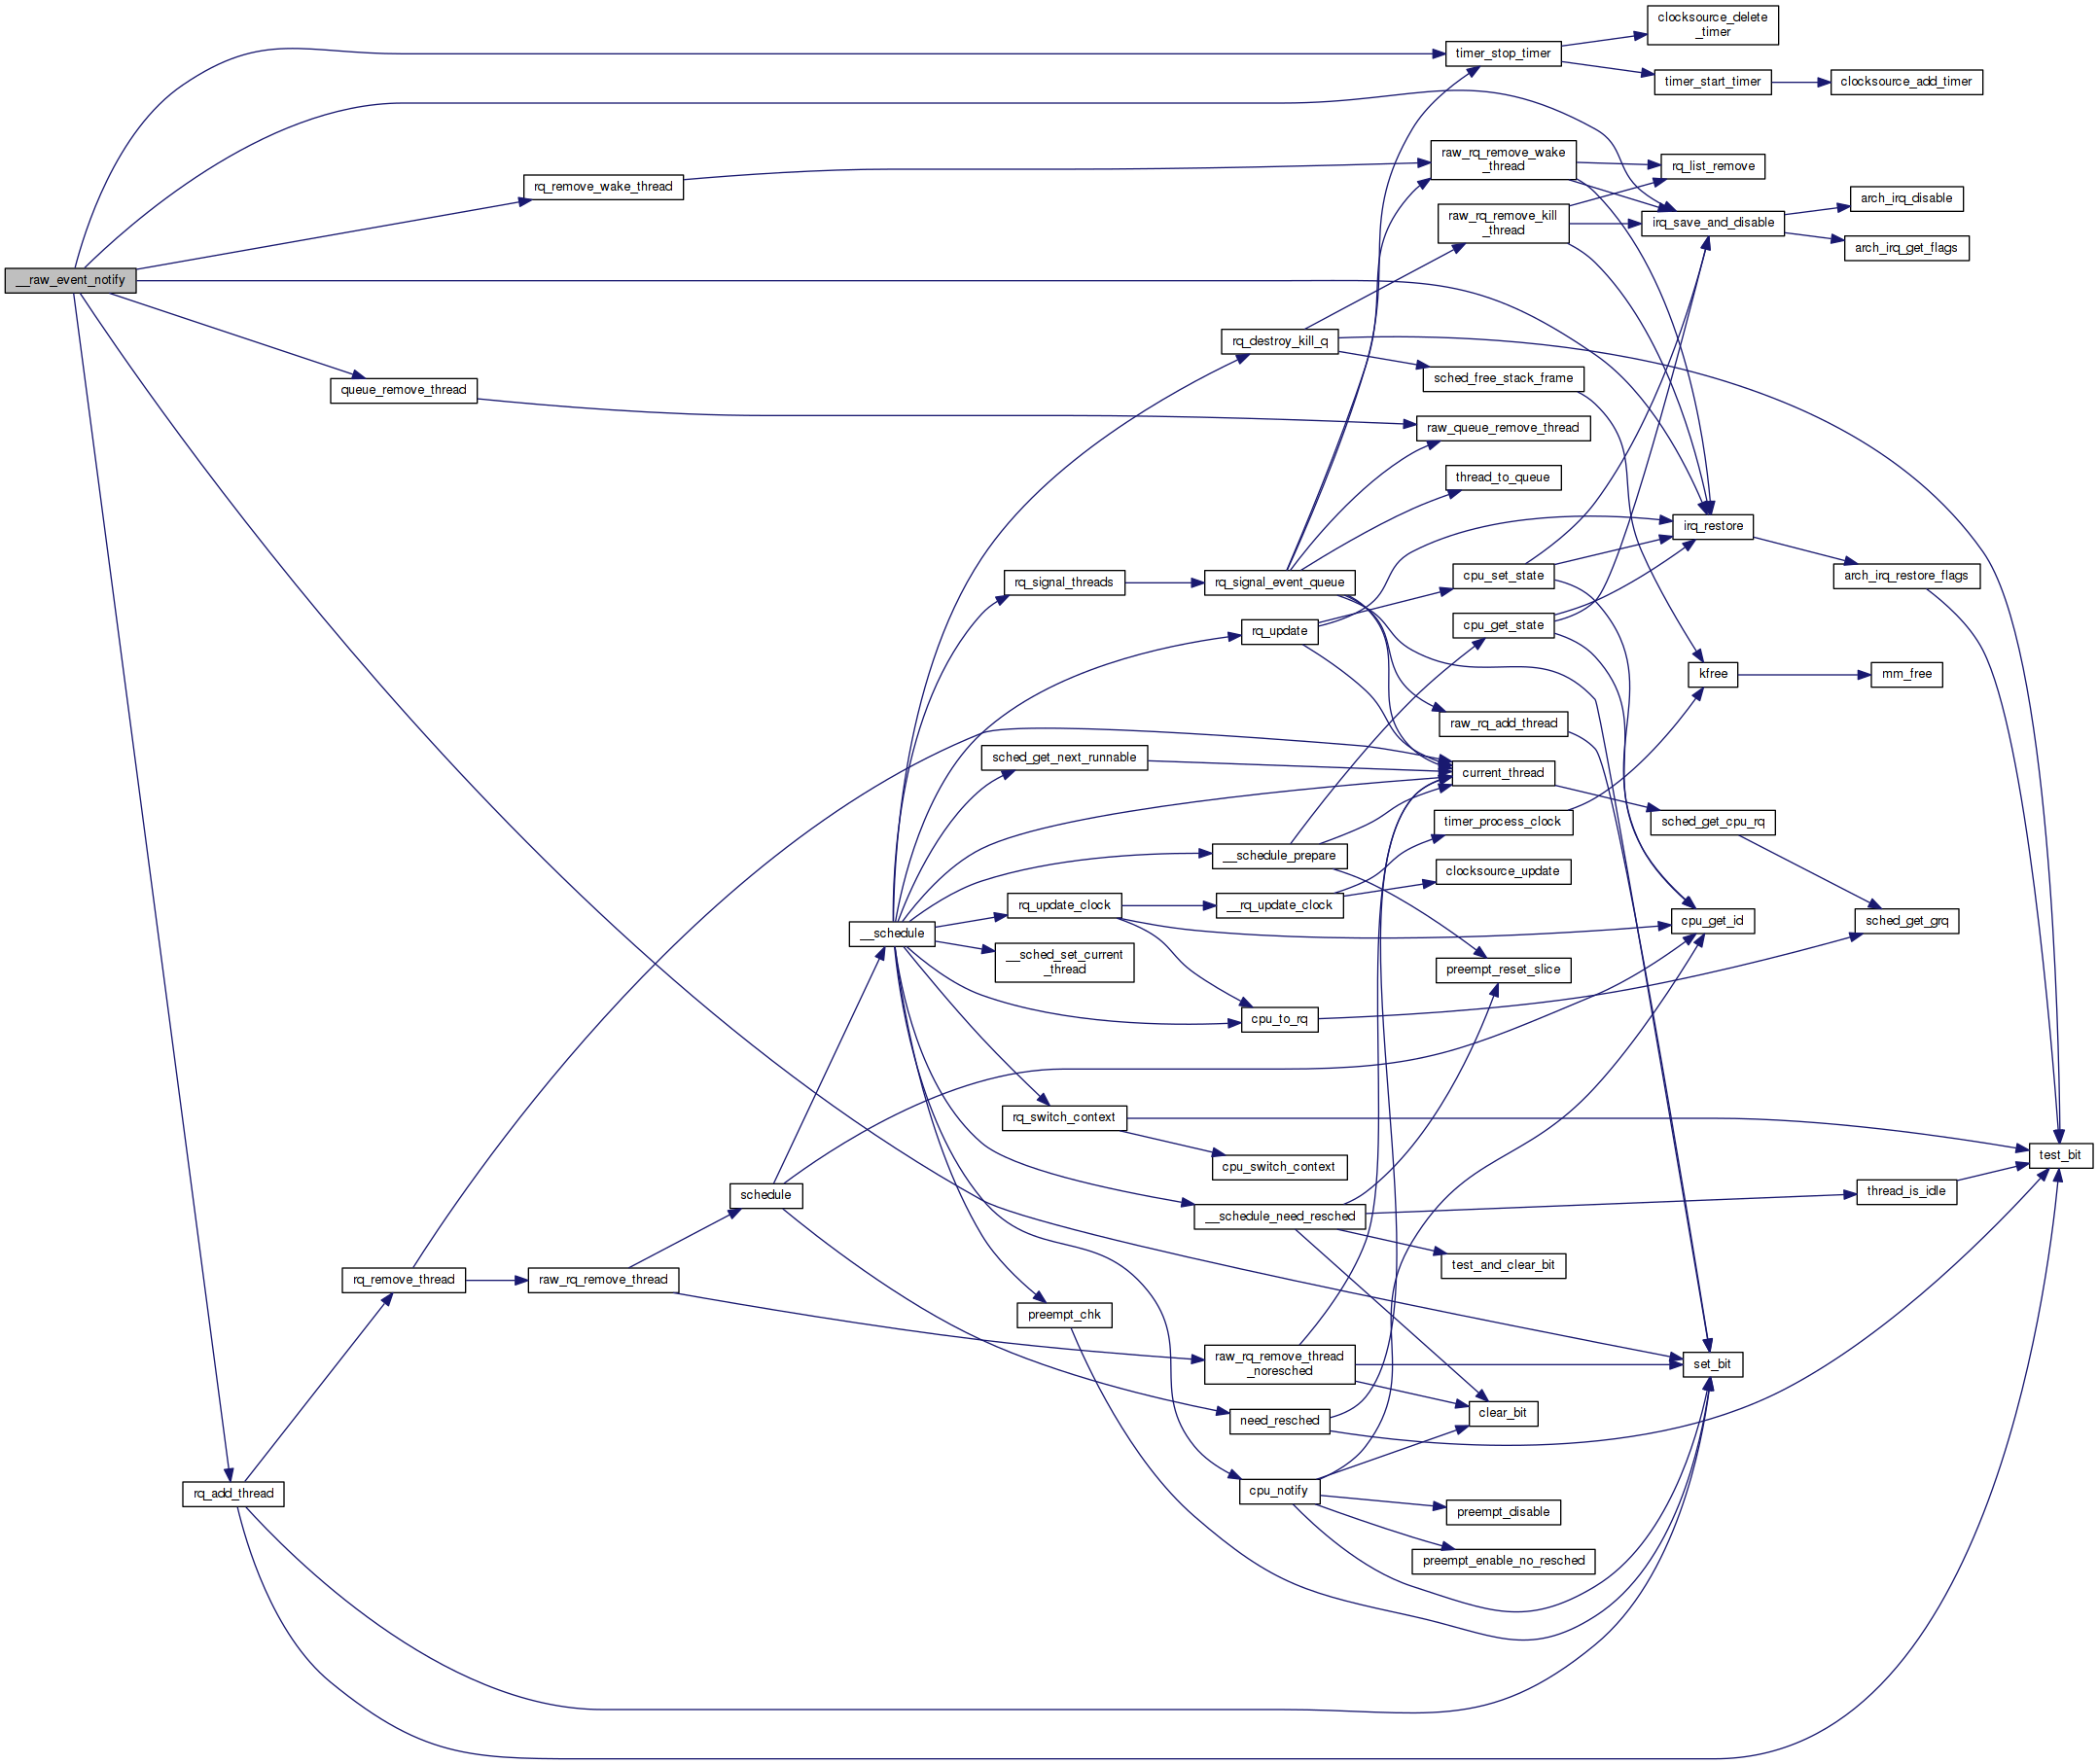 clocksource_delete
_timer
timer_stop_timer
timer_start_timer
clocksource_add_timer
raw_rq_remove_wake
_thread
rq_list_remove
rq_remove_wake_thread
arch_irq_disable
raw_rq_remove_kill
_thread
irq_save_and_disable
arch_irq_get_flags
__raw_event_notify
rq_destroy_kill_q
sched_free_stack_frame
queue_remove_thread
raw_queue_remove_thread
thread_to_queue
irq_restore
rq_signal_threads
rq_signal_event_queue
cpu_set_state
arch_irq_restore_flags
rq_update
cpu_get_state
kfree
mm_free
raw_rq_add_thread
sched_get_next_runnable
current_thread
timer_process_clock
sched_get_cpu_rq
__schedule_prepare
clocksource_update
rq_update_clock
__rq_update_clock
cpu_get_id
sched_get_grq
__schedule
__sched_set_current
_thread
preempt_reset_slice
cpu_to_rq
rq_switch_context
test_bit
cpu_switch_context
schedule
thread_is_idle
__schedule_need_resched
test_and_clear_bit
rq_remove_thread
raw_rq_remove_thread
preempt_chk
raw_rq_remove_thread
_noresched
set_bit
clear_bit
need_resched
rq_add_thread
cpu_notify
preempt_disable
preempt_enable_no_resched